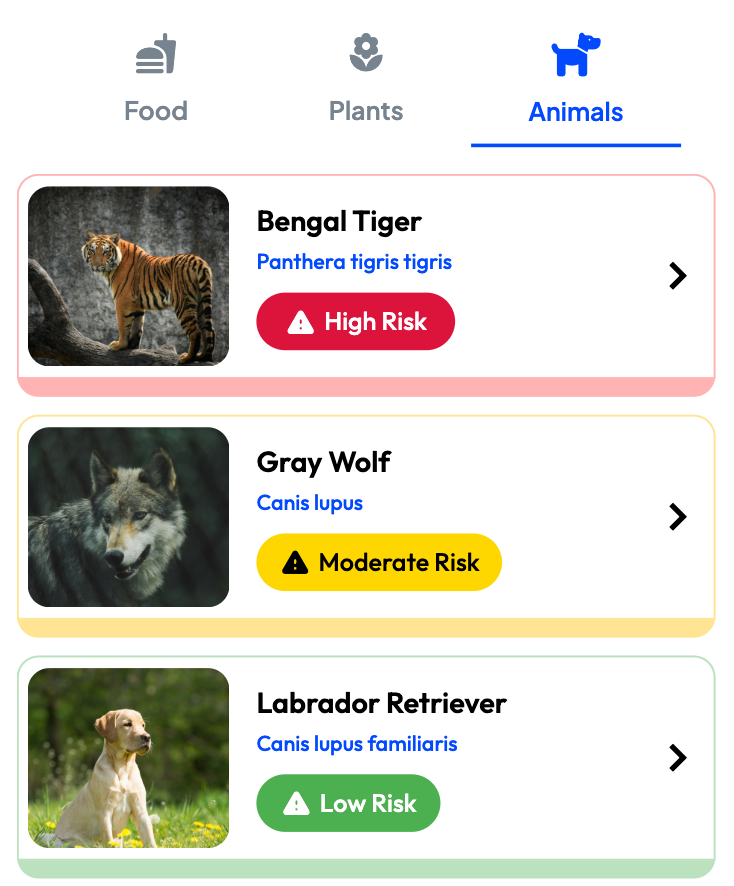 Food
Plants
Animals
Bengal Tiger
Panthera tigris tigris
High Risk
Gray Wolf
Canis lupus
Moderate Risk
Labrador Retriever
Canis lupus familiaris
Low Risk